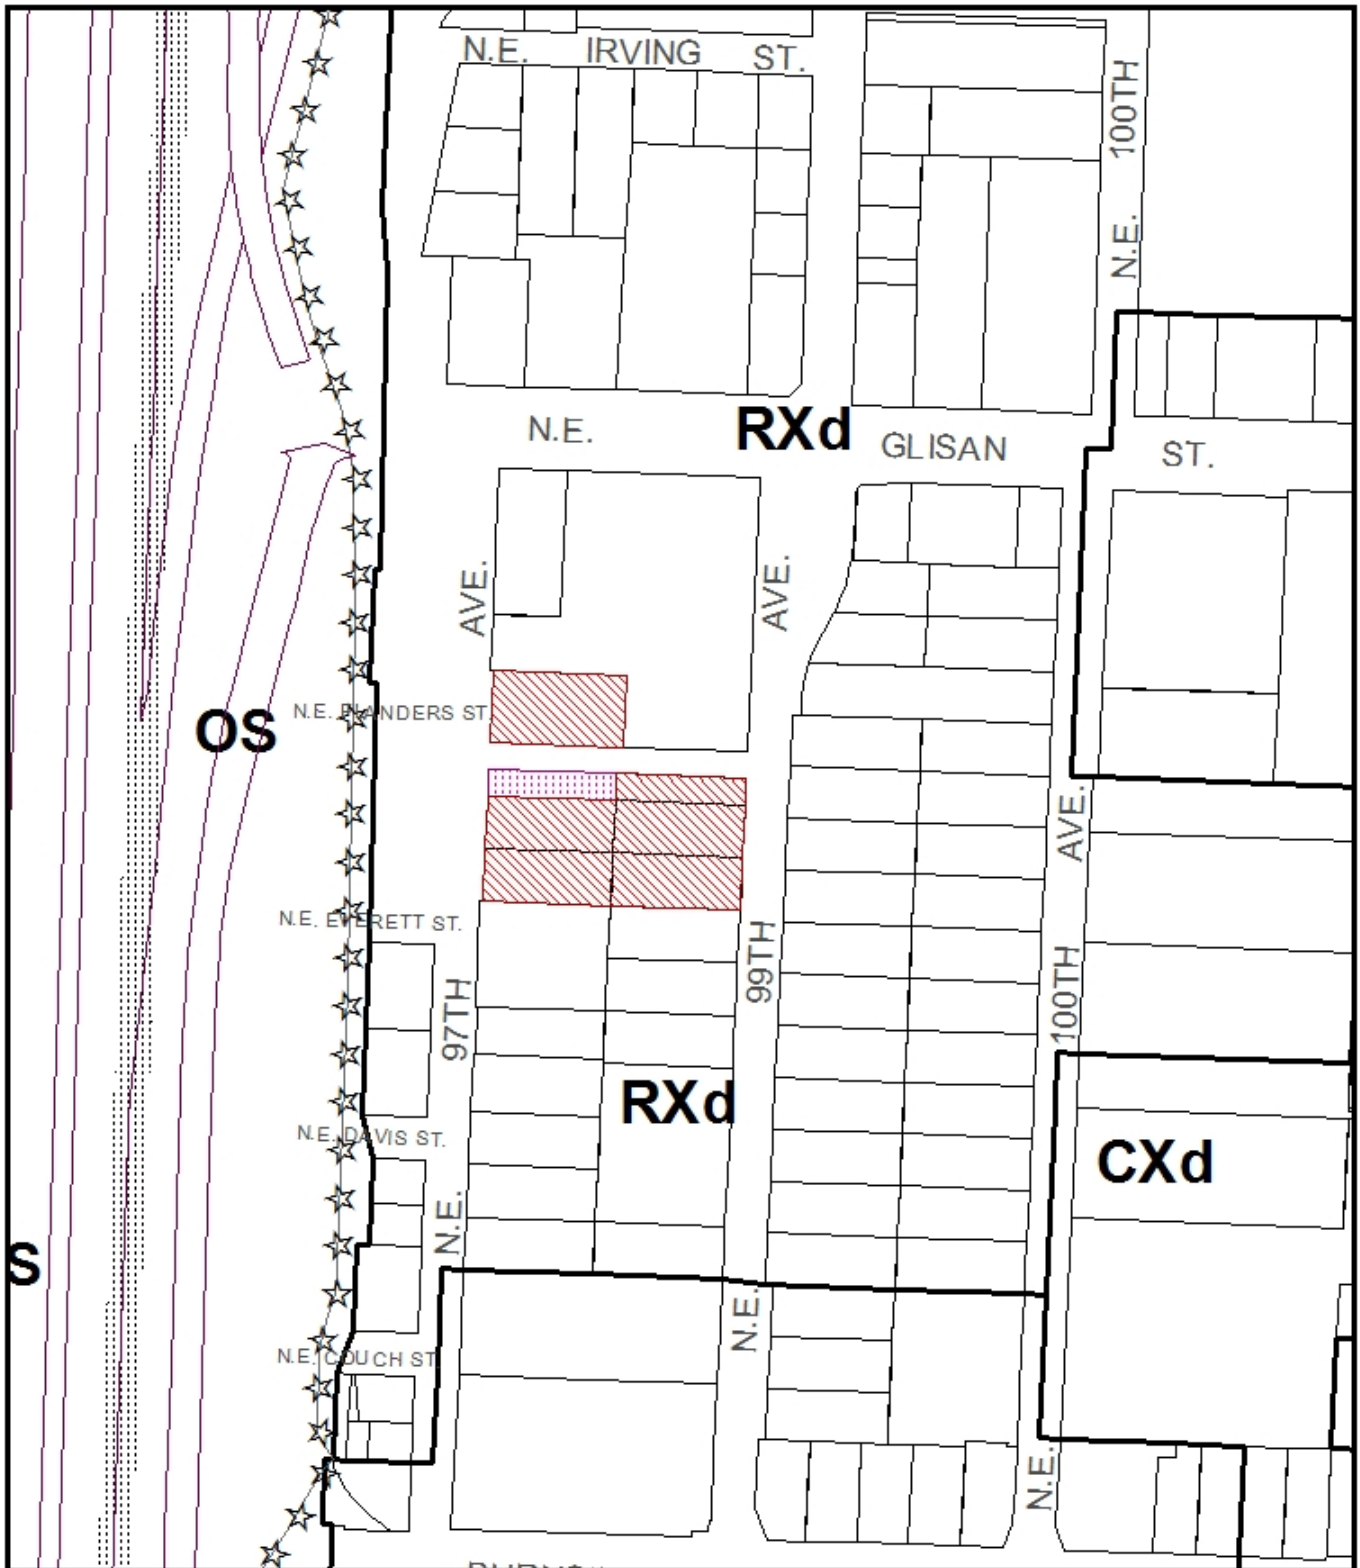 N.E. IRVING ST.
100TH
N.E.
RXd
N.E. GLISAN ST.
AVE.
AVE.
OS
N.E. FLANDERS ST.
AVE.
N.E. EVERETT ST.
99TH
97TH
100TH
RXd
N.E. DAVIS ST.
CXd
N.E.
S
N.E.
N.E. COUCH ST.
N.E.